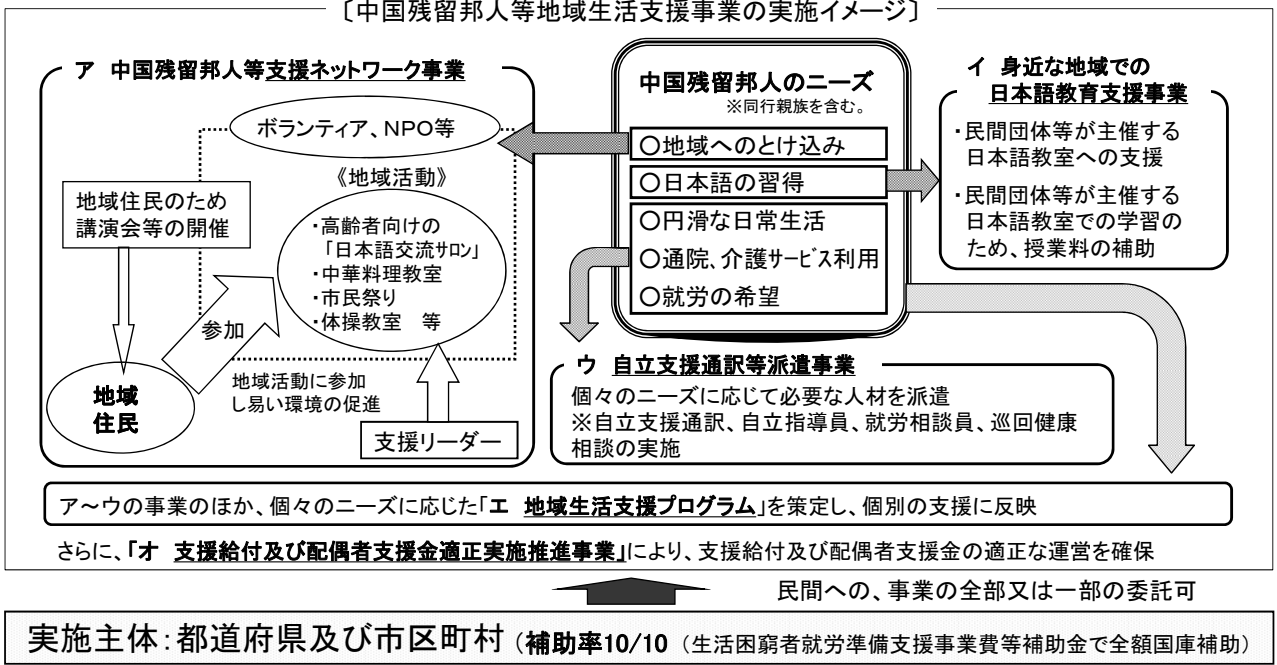 〔中国残留邦人等地域生活支援事業の実施イメージ〕
ア　中国残留邦人等支援ネットワーク事業
ボランティア、NPO等
《地域活動》
・高齢者向けの
「日本語交流サロン」
・中華料理教室
・市民祭り
・体操教室　等
地域住民のため
講演会等の開催
参加
地域
住民
地域活動に参加
し易い環境の促進
支援リーダー
中国残留邦人のニーズ
※同行親族を含む。
○地域へのとけ込み
○日本語の習得
○円滑な日常生活
○通院、介護サービス利用
○就労の希望
イ　身近な地域での
日本語教育支援事業
・民間団体等が主催する
日本語教室への支援
・民間団体等が主催する
日本語教室での学習の
ため、授業料の補助
ウ　自立支援通訳等派遣事業
個々のニーズに応じて必要な人材を派遣
※自立支援通訳、自立指導員、就労相談員、巡回健康
相談の実施
ア～ウの事業のほか、個々のニーズに応じた「エ　地域生活支援プログラム」を策定し、個別の支援に反映
さらに、「オ　支援給付及び配偶者支援金適正実施推進事業」により、支援給付及び配偶者支援金の適正な運営を確保
民間への、事業の全部又は一部の委託可
実施主体：都道府県及び市区町村（補助率10/10（生活困窮者就労準備支援事業費等補助金で全額国庫補助）